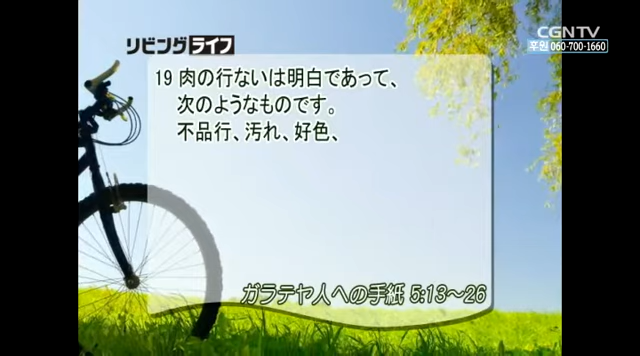 CGNTV
후원 060-700-1660
リビングライフ
19 肉の行ないは明白であって、
次のようなものです。
不品行、汚れ、好色、
ガラテヤ人への手紙 5:13〜26